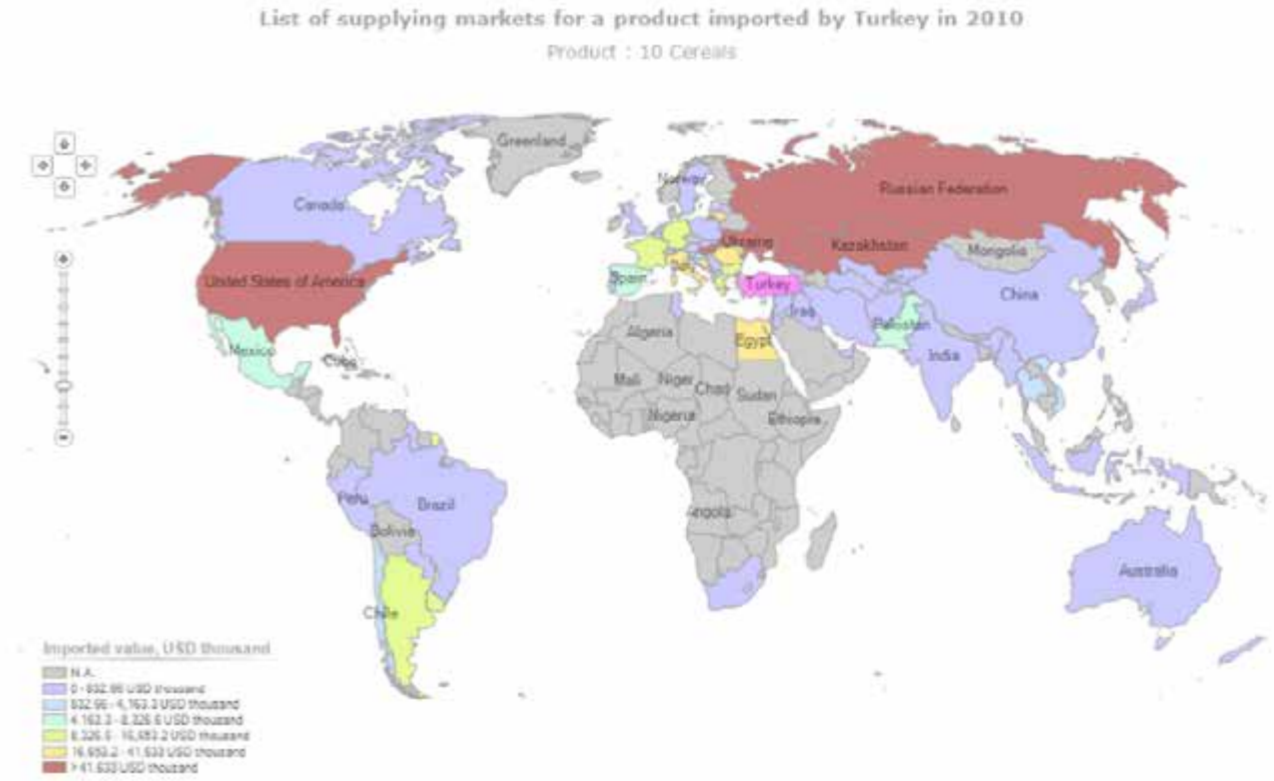 List of supplying markets for a product imported by Turkey in 2010
Product : 10 Cereals
Greenland
Norway
Russian Federation
Canada
Ukraine
Kazakhstan
Mongolia
United States of America
Spain
Turkey
China
Iraq
Pakistan
Algeria
Egypt
India
Mexico
Cuba
Mali
Niger
Chad
Sudan
Nigeria
Ethiopia
Peru
Brazil
Angola
Bolivia
Australia
Chile
Imported value, USD thousand
N.A.
0 - 832.66 USD thousand
832.66 - 4,163.3 USD thousand
4,163.3 - 8,326.6 USD thousand
8,326.6 - 16,653.2 USD thousand
16,653.2 - 41,633 USD thousand
> 41,633 USD thousand